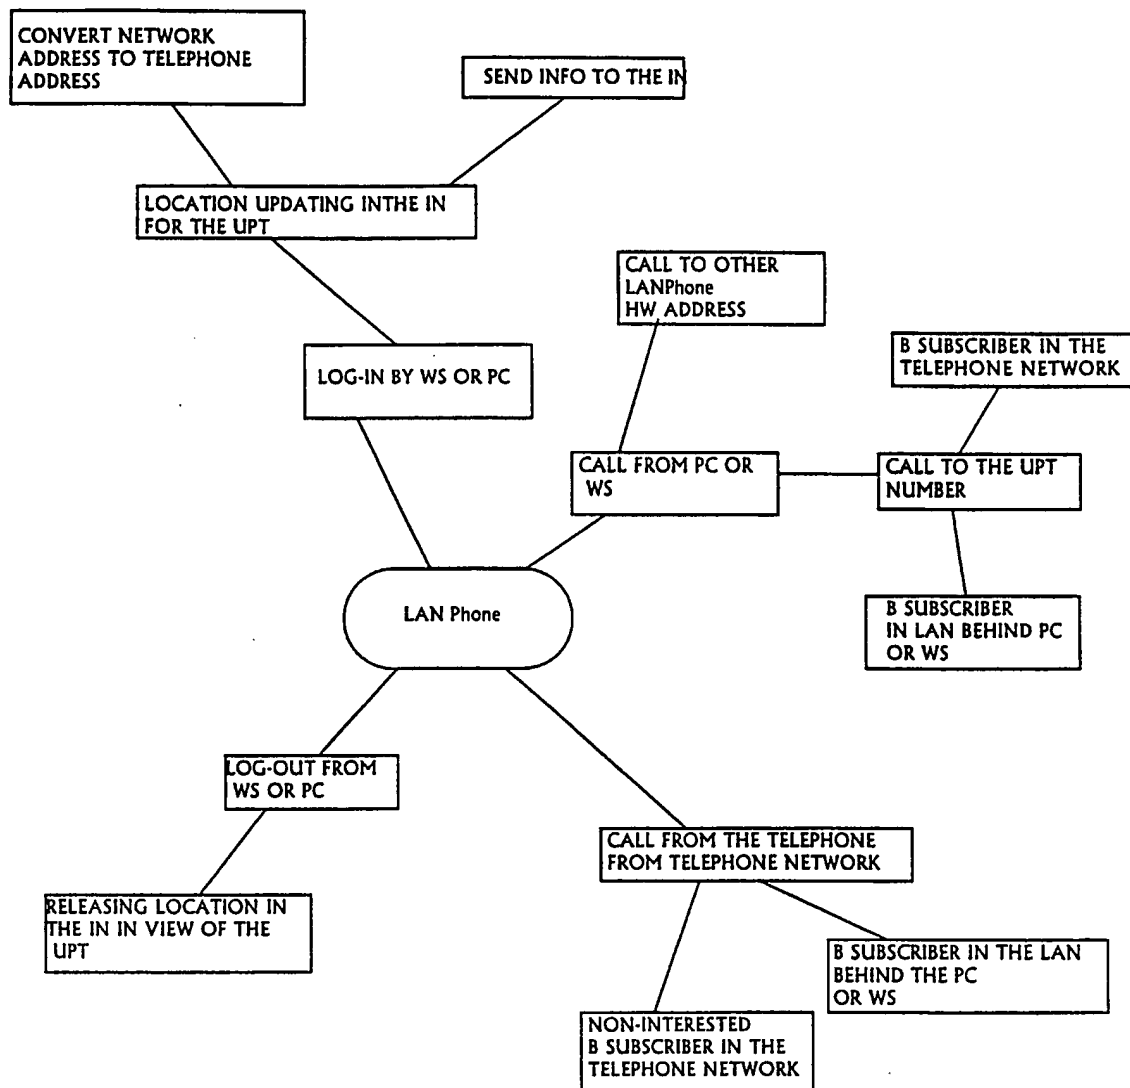 CONVERT NETWORK
ADDRESS TO TELEPHONE
ADDRESS
SEND INFO TO THE IN
LOCATION UPDATING INTHE IN
FOR THE UPT
CALL TO OTHER
LANPhone
HW ADDRESS
B SUBSCRIBER IN THE
TELEPHONE NETWORK
LOG-IN BY WS OR PC
CALL FROM PC OR
WS
CALL TO THE UPT
NUMBER
B SUBSCRIBER
IN LAN BEHIND PC
OR WS
LAN Phone
LOG-OUT FROM
WS OR PC
CALL FROM THE TELEPHONE
FROM TELEPHONE NETWORK
RELEASING LOCATION IN
THE IN IN VIEW OF THE
UPT
B SUBSCRIBER IN THE LAN
BEHIND THE PC
OR WS
NON-INTERESTED
B SUBSCRIBER IN THE
TELEPHONE NETWORK